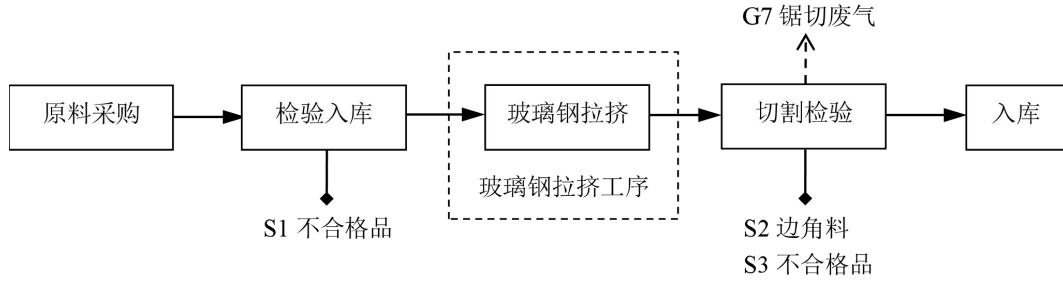 G7 锯切废气
原料采购
检验入库
玻璃钢拉挤
切割检验
入库
玻璃钢拉挤工序
S1 不合格品
S2 边角料
S3 不合格品